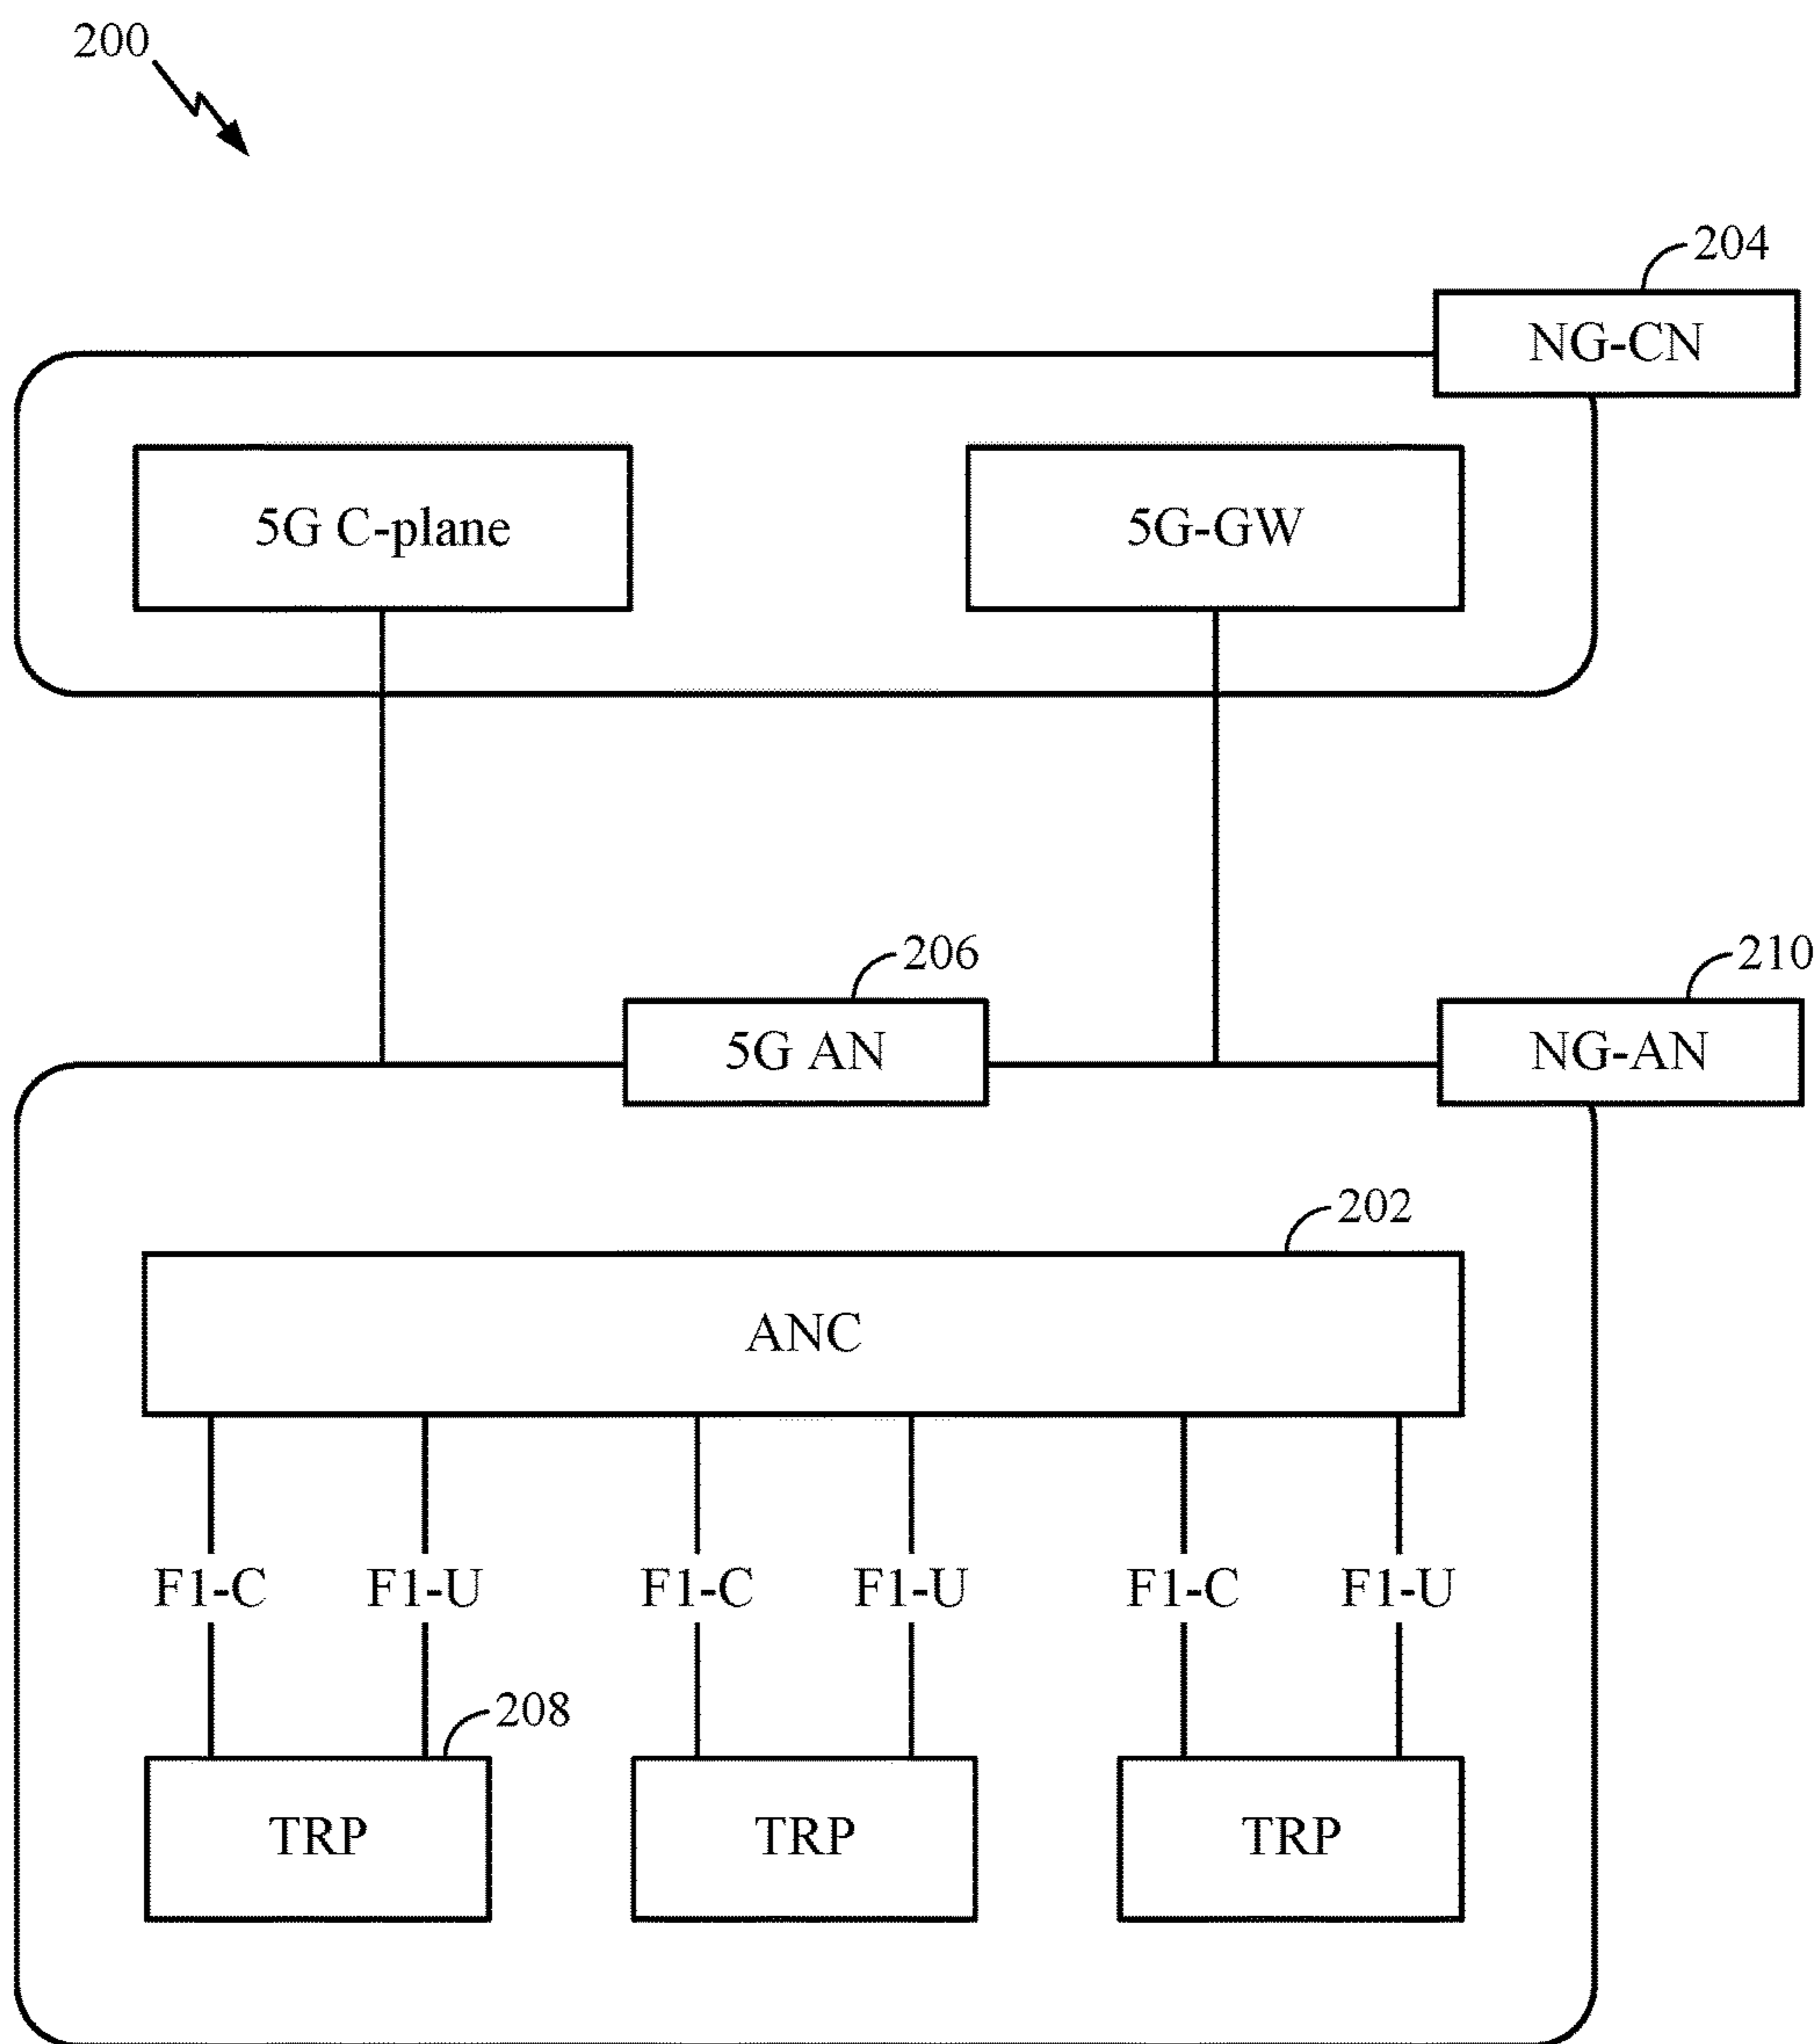 200
204
NG-CN
5G C-plane
5G-GW
206
210
5G AN
NG-AN
202
ANC
F1-C F1-U F1-C F1-U F1-C F1-U
208
TRP TRP TRP